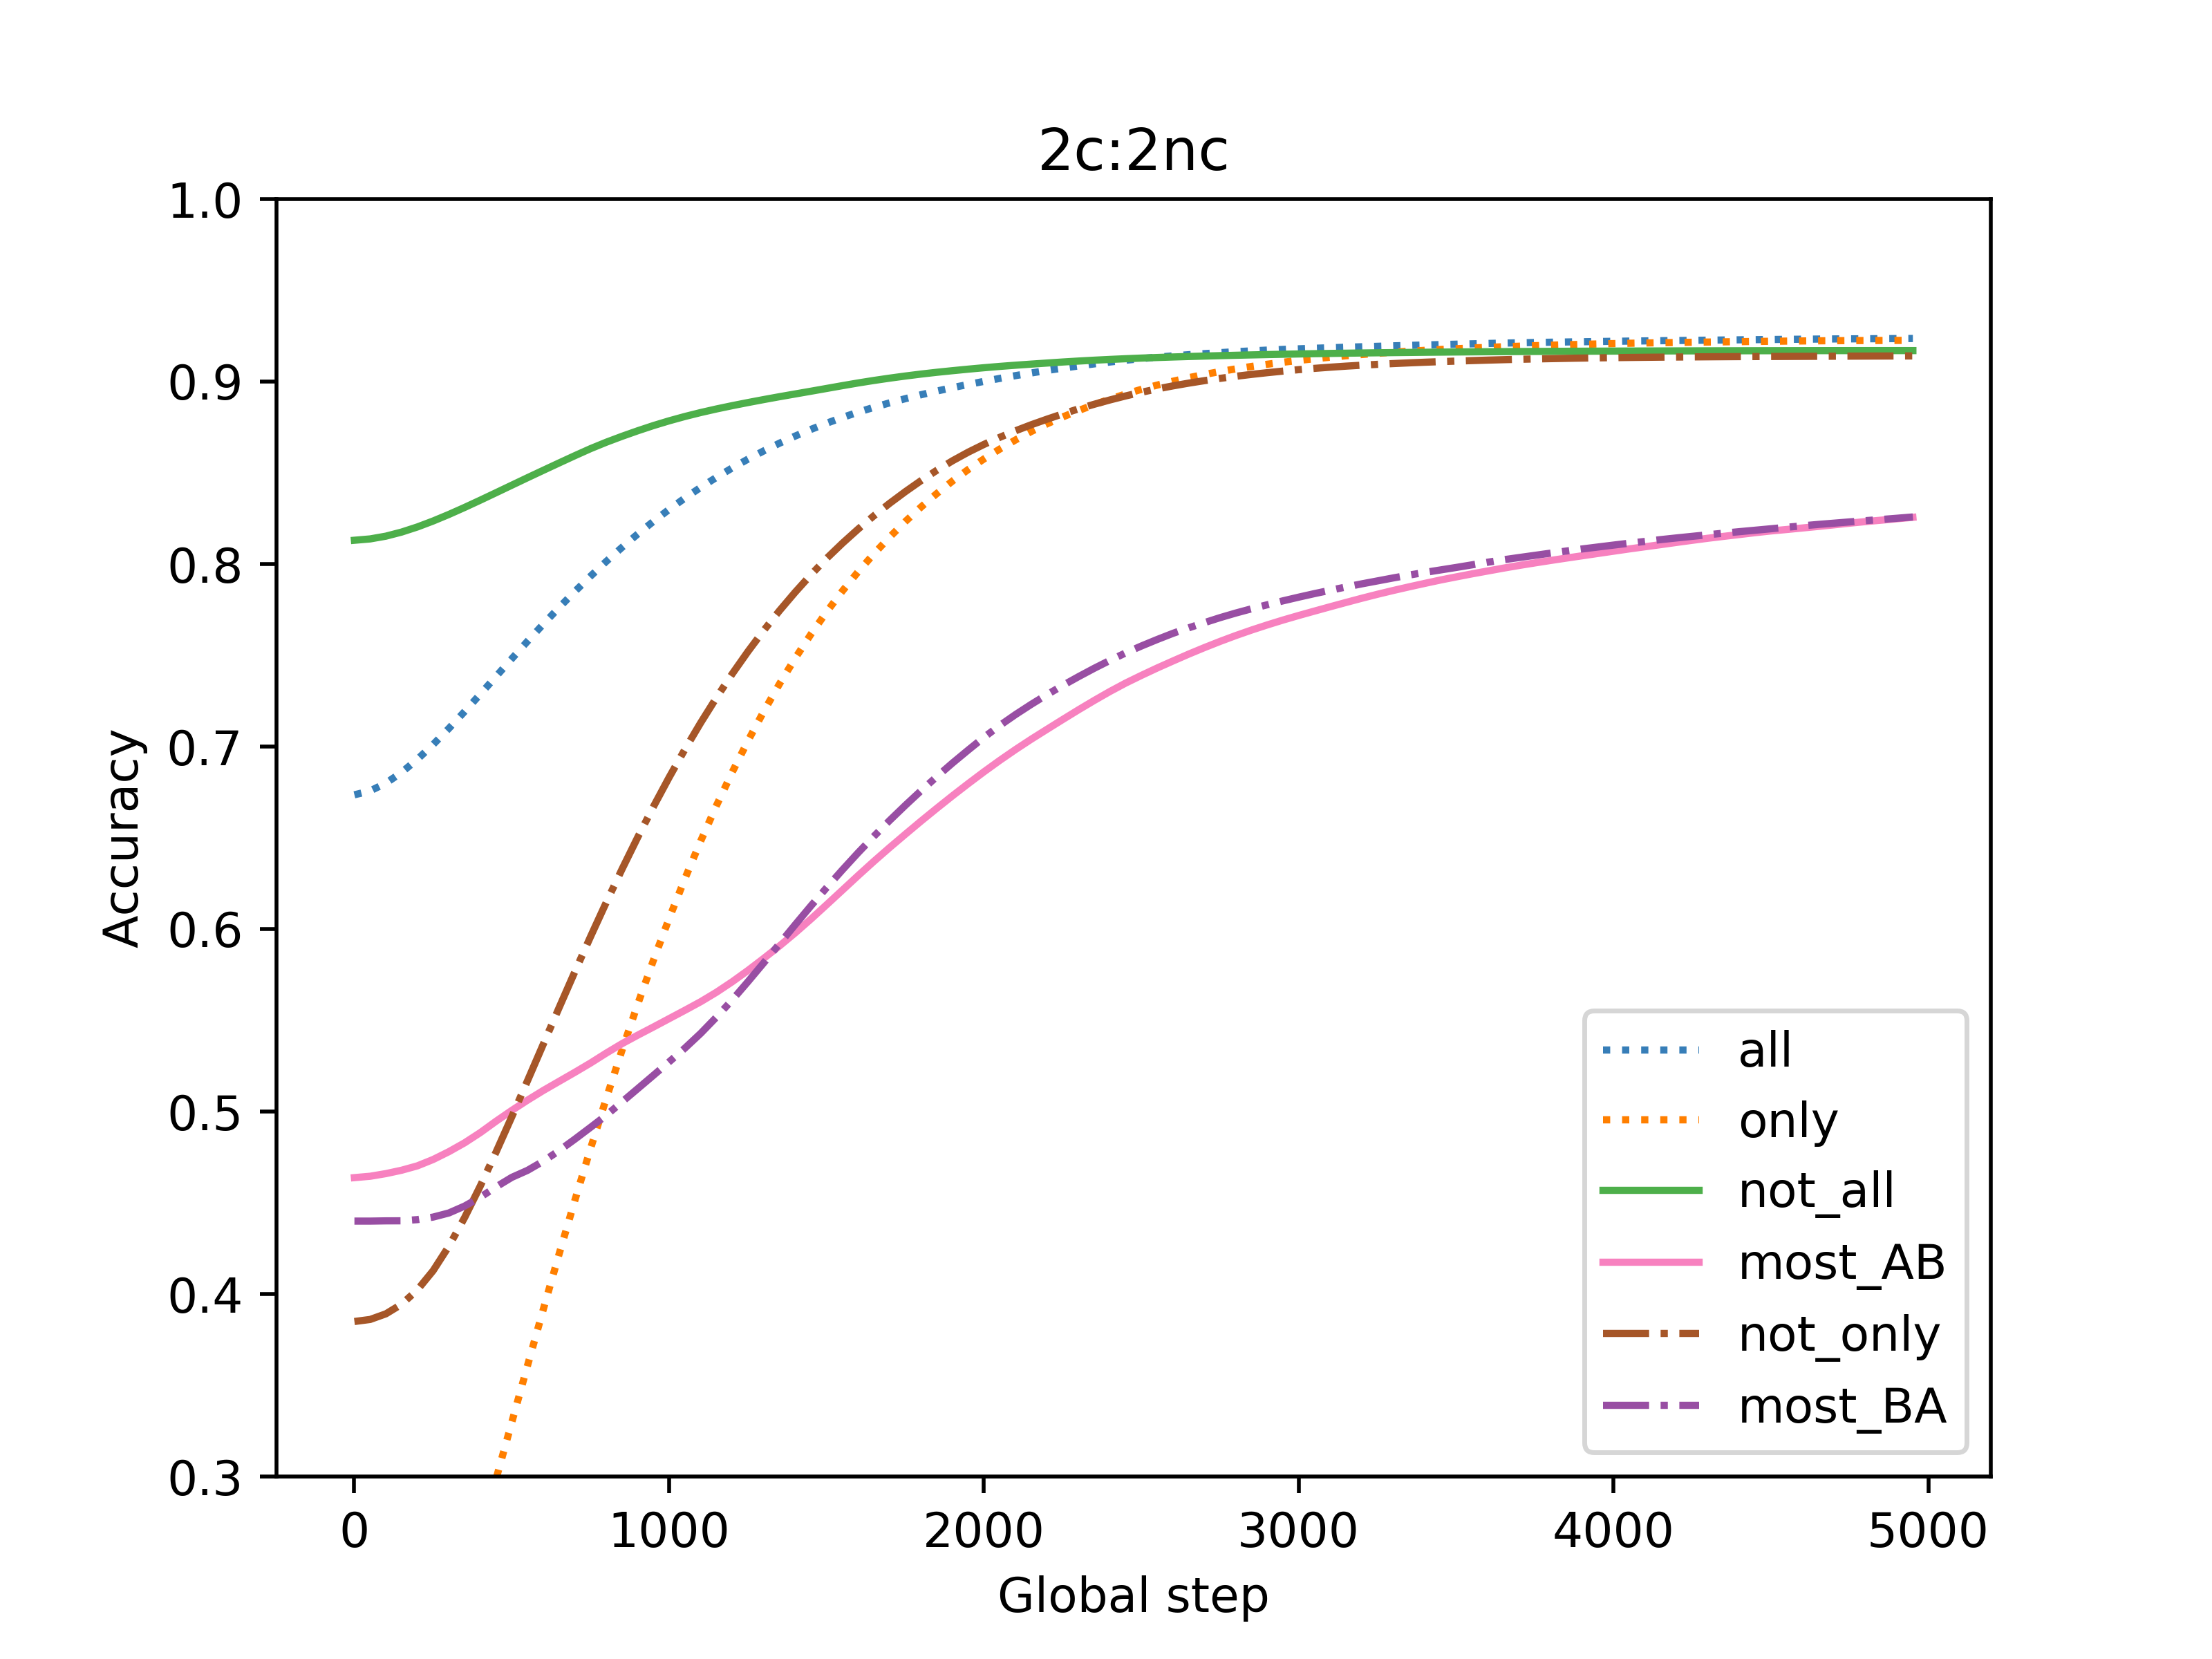 2c:2nc
1.0
0.9
0.8
0.7
0.6
0.5
0.4
0.3
Accuracy
0 1000 2000 3000 4000 5000
Global step
all
only
not_all
most_AB
not_only
most_BA